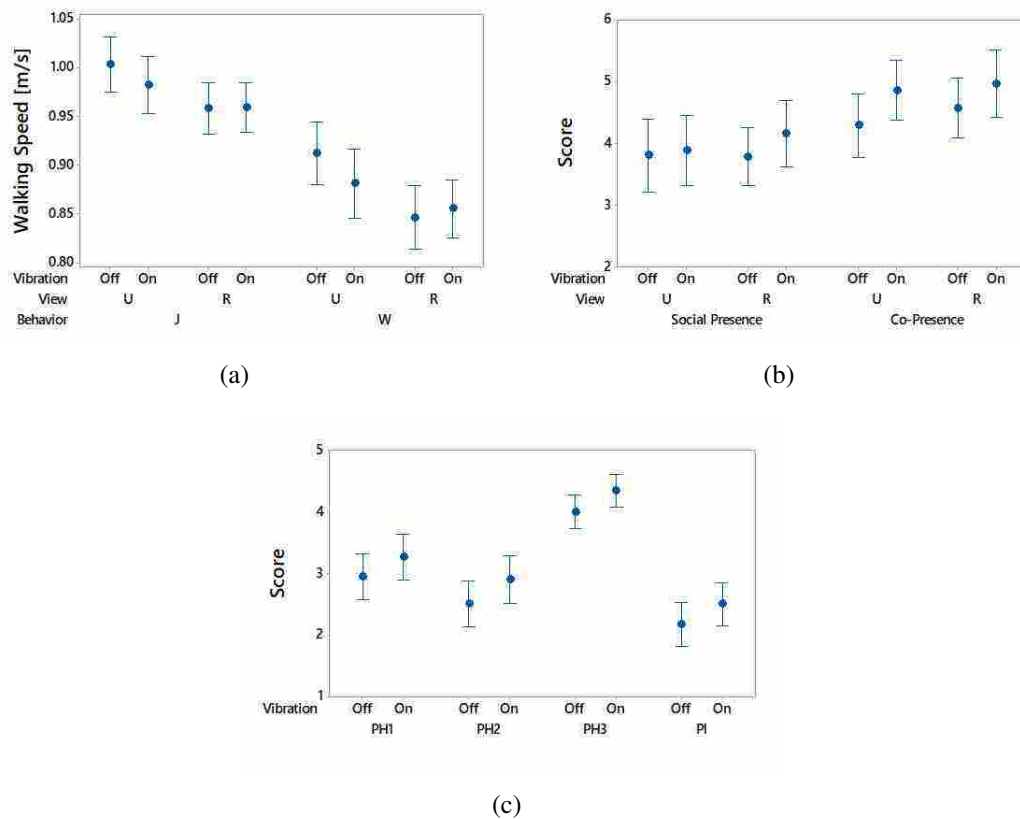 1.05
1.00
0.95
0.90
0.85
0.80
Walking Speed [m/s]
Vibration Off On Off On Off On Off On
View U R U R
Behavior J W
(a)
6
5
4
3
2
Score
Vibration Off On Off On Off On Off On
View U R U R
Social Presence Co-Presence
(b)
5
4
3
2
1
Score
Vibration Off On Off On Off On Off On
PH1 PH2 PH3 PI
(c)